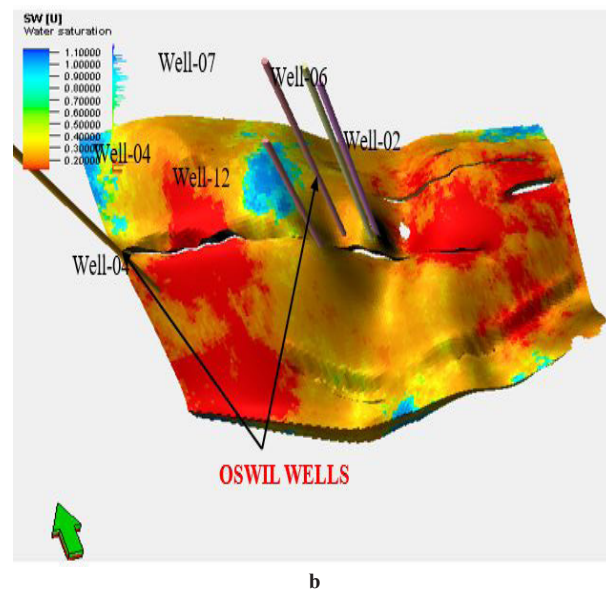 SW [U]
Water saturation
1.10000
1.00000
0.90000
0.80000
0.70000
0.60000
0.50000
0.40000
0.30000
0.20000
Well-07
Well-06
Well-02
Well-04
Well-12
Well-04
OSWIL WELLS
b